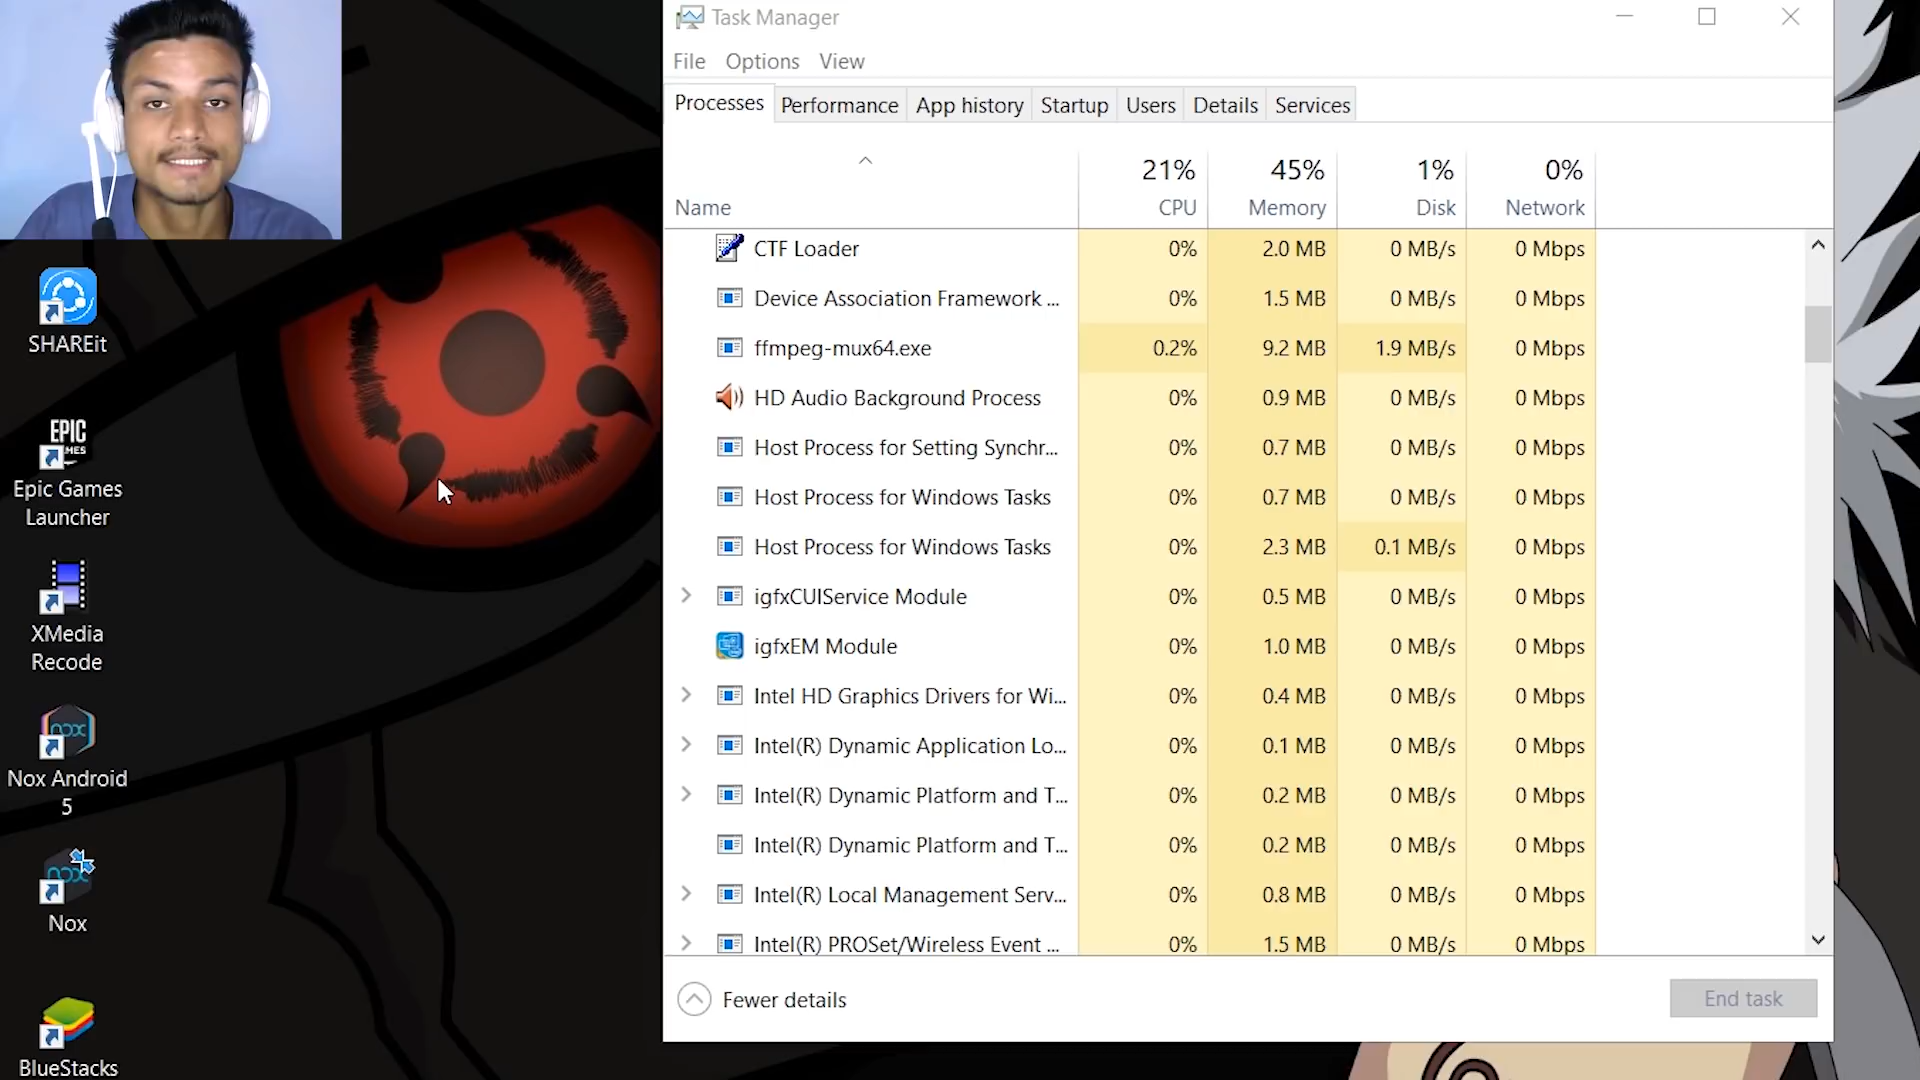 Task Manager
File Options View
Processes Performance App history Startup Users Details Services
21% 45% 1% 0%
Name CPU Memory Disk Network
CTF Loader 0% 2.0 MB 0 MB/s 0 Mbps
Device Association Framework ... 0% 1.5 MB 0 MB/s 0 Mbps
ffmpeg-mux64.exe 0.2% 9.2 MB 1.9 MB/s 0 Mbps
HD Audio Background Process 0% 0.9 MB 0 MB/s 0 Mbps
Host Process for Setting Synchr... 0% 0.7 MB 0 MB/s 0 Mbps
Host Process for Windows Tasks 0% 0.7 MB 0 MB/s 0 Mbps
Host Process for Windows Tasks 0% 2.3 MB 0.1 MB/s 0 Mbps
igfxCUIService Module 0% 0.5 MB 0 MB/s 0 Mbps
igfxEM Module 0% 1.0 MB 0 MB/s 0 Mbps
Intel HD Graphics Drivers for Wi... 0% 0.4 MB 0 MB/s 0 Mbps
Intel(R) Dynamic Application Lo... 0% 0.1 MB 0 MB/s 0 Mbps
Intel(R) Dynamic Platform and T... 0% 0.2 MB 0 MB/s 0 Mbps
Intel(R) Dynamic Platform and T... 0% 0.2 MB 0 MB/s 0 Mbps
Intel(R) Local Management Serv... 0% 0.8 MB 0 MB/s 0 Mbps
Intel(R) PROSet/Wireless Event ... 0% 1.5 MB 0 MB/s 0 Mbps
Fewer details End task
SHAREit
EPIC
Epic Games
Launcher
XMedia
Recode
nox
Nox Android
5
nox
Nox
BlueStacks